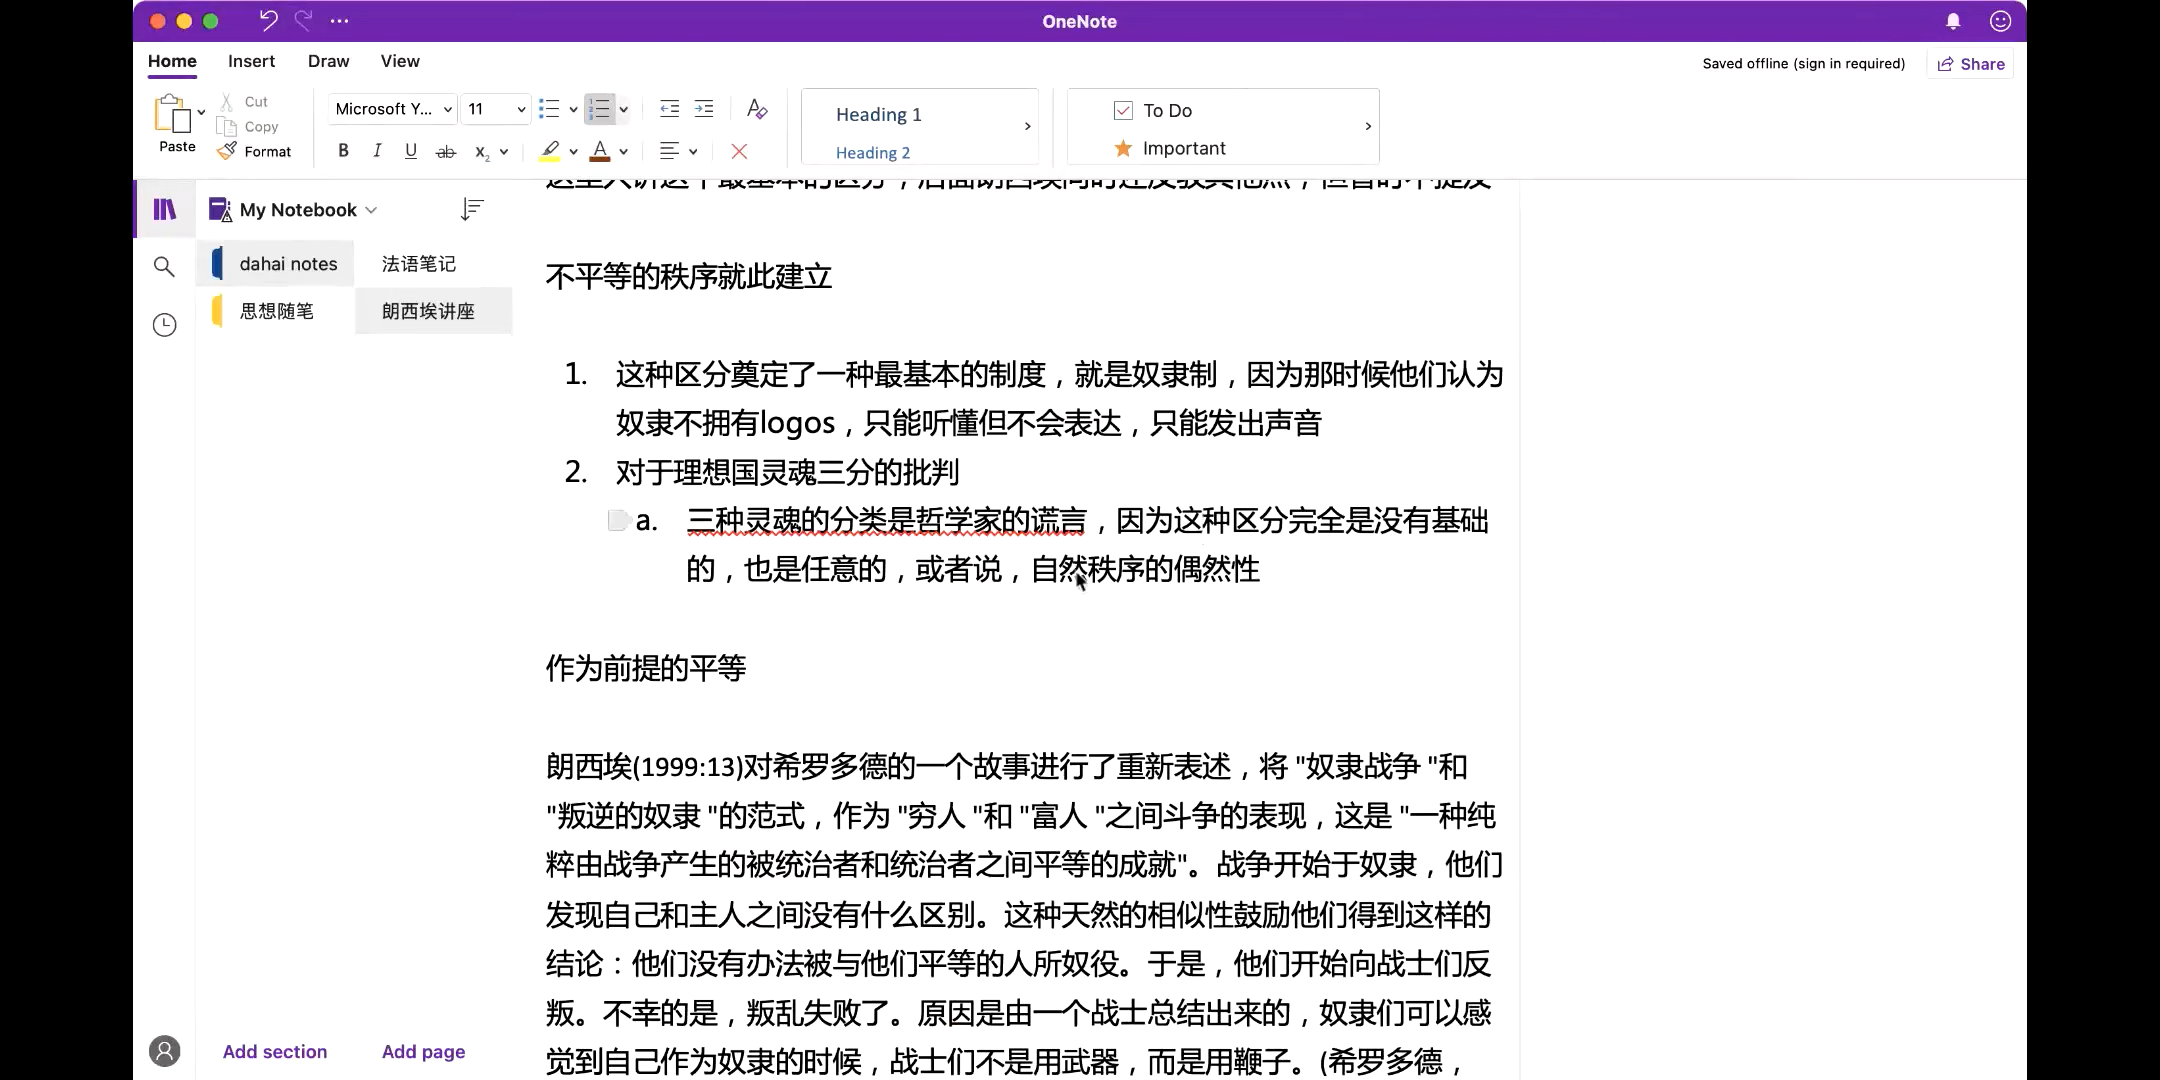 OneNote
Home Insert Draw View
Saved offline (sign in required) Share
Paste
Cut
Copy
Format
Microsoft Y... 11
Heading 1
Heading 2
To Do
Important
My Notebook
dahai notes
思想随笔
法语笔记
朗西埃讲座
不平等的秩序就此建立
1. 这种区分奠定了一种最基本的制度，就是奴隶制，因为那时候他们认为
奴隶不拥有logos，只能听懂但不会表达，只能发出声音
2. 对于理想国灵魂三分的批判
a. 三种灵魂的分类是哲学家的谎言，因为这种区分完全是没有基础
的，也是任意的，或者说，自然秩序的偶然性
作为前提的平等
朗西埃(1999:13)对希罗多德的一个故事进行了重新表述，将 "奴隶战争 "和
"叛逆的奴隶 "的范式，作为 "穷人 "和 "富人 "之间斗争的表现，这是 "一种纯
粹由战争产生的被统治者和统治者之间平等的成就"。战争开始于奴隶，他们
发现自己和主人之间没有什么区别。这种天然的相似性鼓励他们得到这样的
结论：他们没有办法被与他们平等的人所奴役。于是，他们开始向战士们反
叛。不幸的是，叛乱失败了。原因是由一个战士总结出来的，奴隶们可以感
觉到自己作为奴隶的时候，战士们不是用武器，而是用鞭子。(希罗多德，
Add section Add page